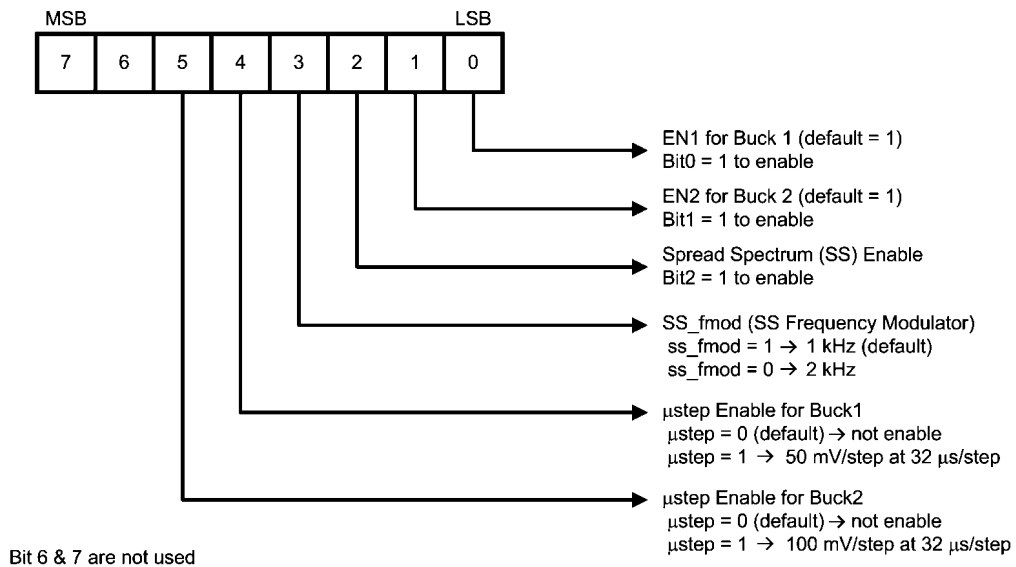 MSB LSB
7 6 5 4 3 2 1 0
EN1 for Buck 1 (default = 1)
Bit0 = 1 to enable
EN2 for Buck 2 (default = 1)
Bit1 = 1 to enable
Spread Spectrum (SS) Enable
Bit2 = 1 to enable
SS_fmod (SS Frequency Modulator)
ss_fmod = 1 → 1 kHz (default)
ss_fmod = 0 → 2 kHz
μstep Enable for Buck1
μstep = 0 (default) → not enable
μstep = 1 → 50 mV/step at 32 μs/step
μstep Enable for Buck2
μstep = 0 (default) → not enable
μstep = 1 → 100 mV/step at 32 μs/step
Bit 6 & 7 are not used